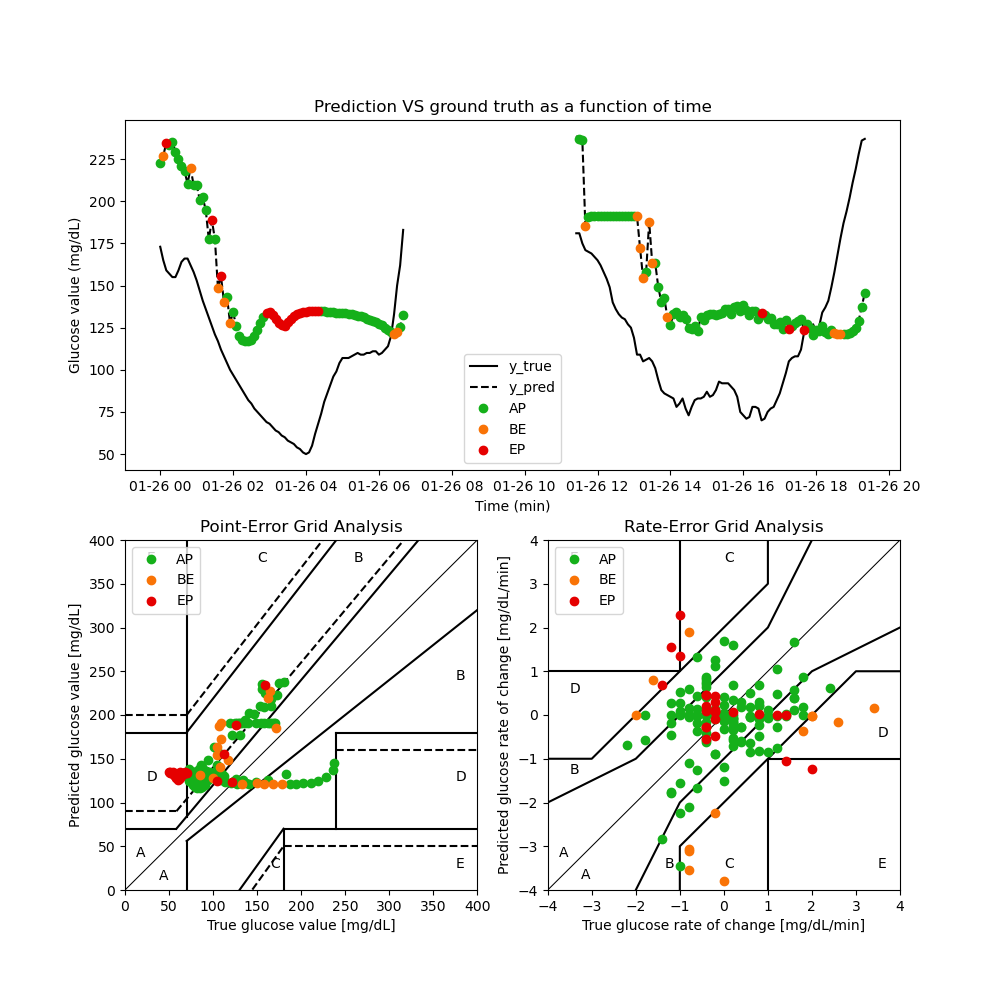 Prediction VS ground truth as a function of time
Glucose value (mg/dL)
225
200
175
150
125
100
75
50
y_true
y_pred
AP
BE
EP
01-26 00 01-26 02 01-26 04 01-26 06 01-26 08 01-26 10 01-26 12 01-26 14 01-26 16 01-26 18 01-26 20
Time (min)
Point-Error Grid Analysis
Predicted glucose value [mg/dL]
400
350
300
250
200
150
100
50
0
AP
BE
EP
C
B
B
D
D
A
A
C
E
0 50 100 150 200 250 300 350 400
True glucose value [mg/dL]
Rate-Error Grid Analysis
Predicted glucose rate of change [mg/dL/min]
4
3
2
1
0
−1
−2
−3
−4
AP
BE
EP
C
D
D
B
A
A
B
C
E
−4 −3 −2 −1 0 1 2 3 4
True glucose rate of change [mg/dL/min]